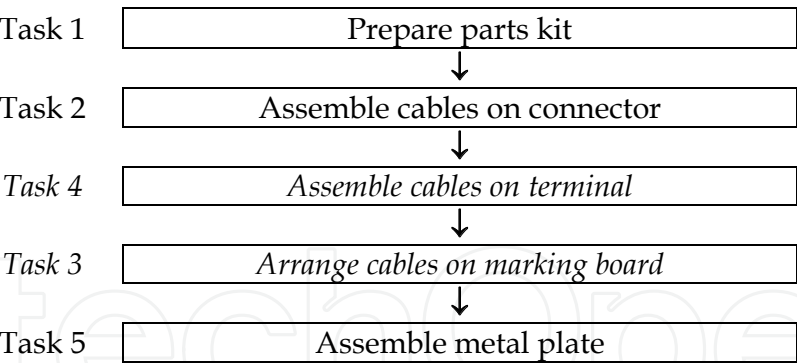 Task 1 Prepare parts kit
Task 2 Assemble cables on connector
Task 4 Assemble cables on terminal
Task 3 Arrange cables on marking board
Task 5 Assemble metal plate